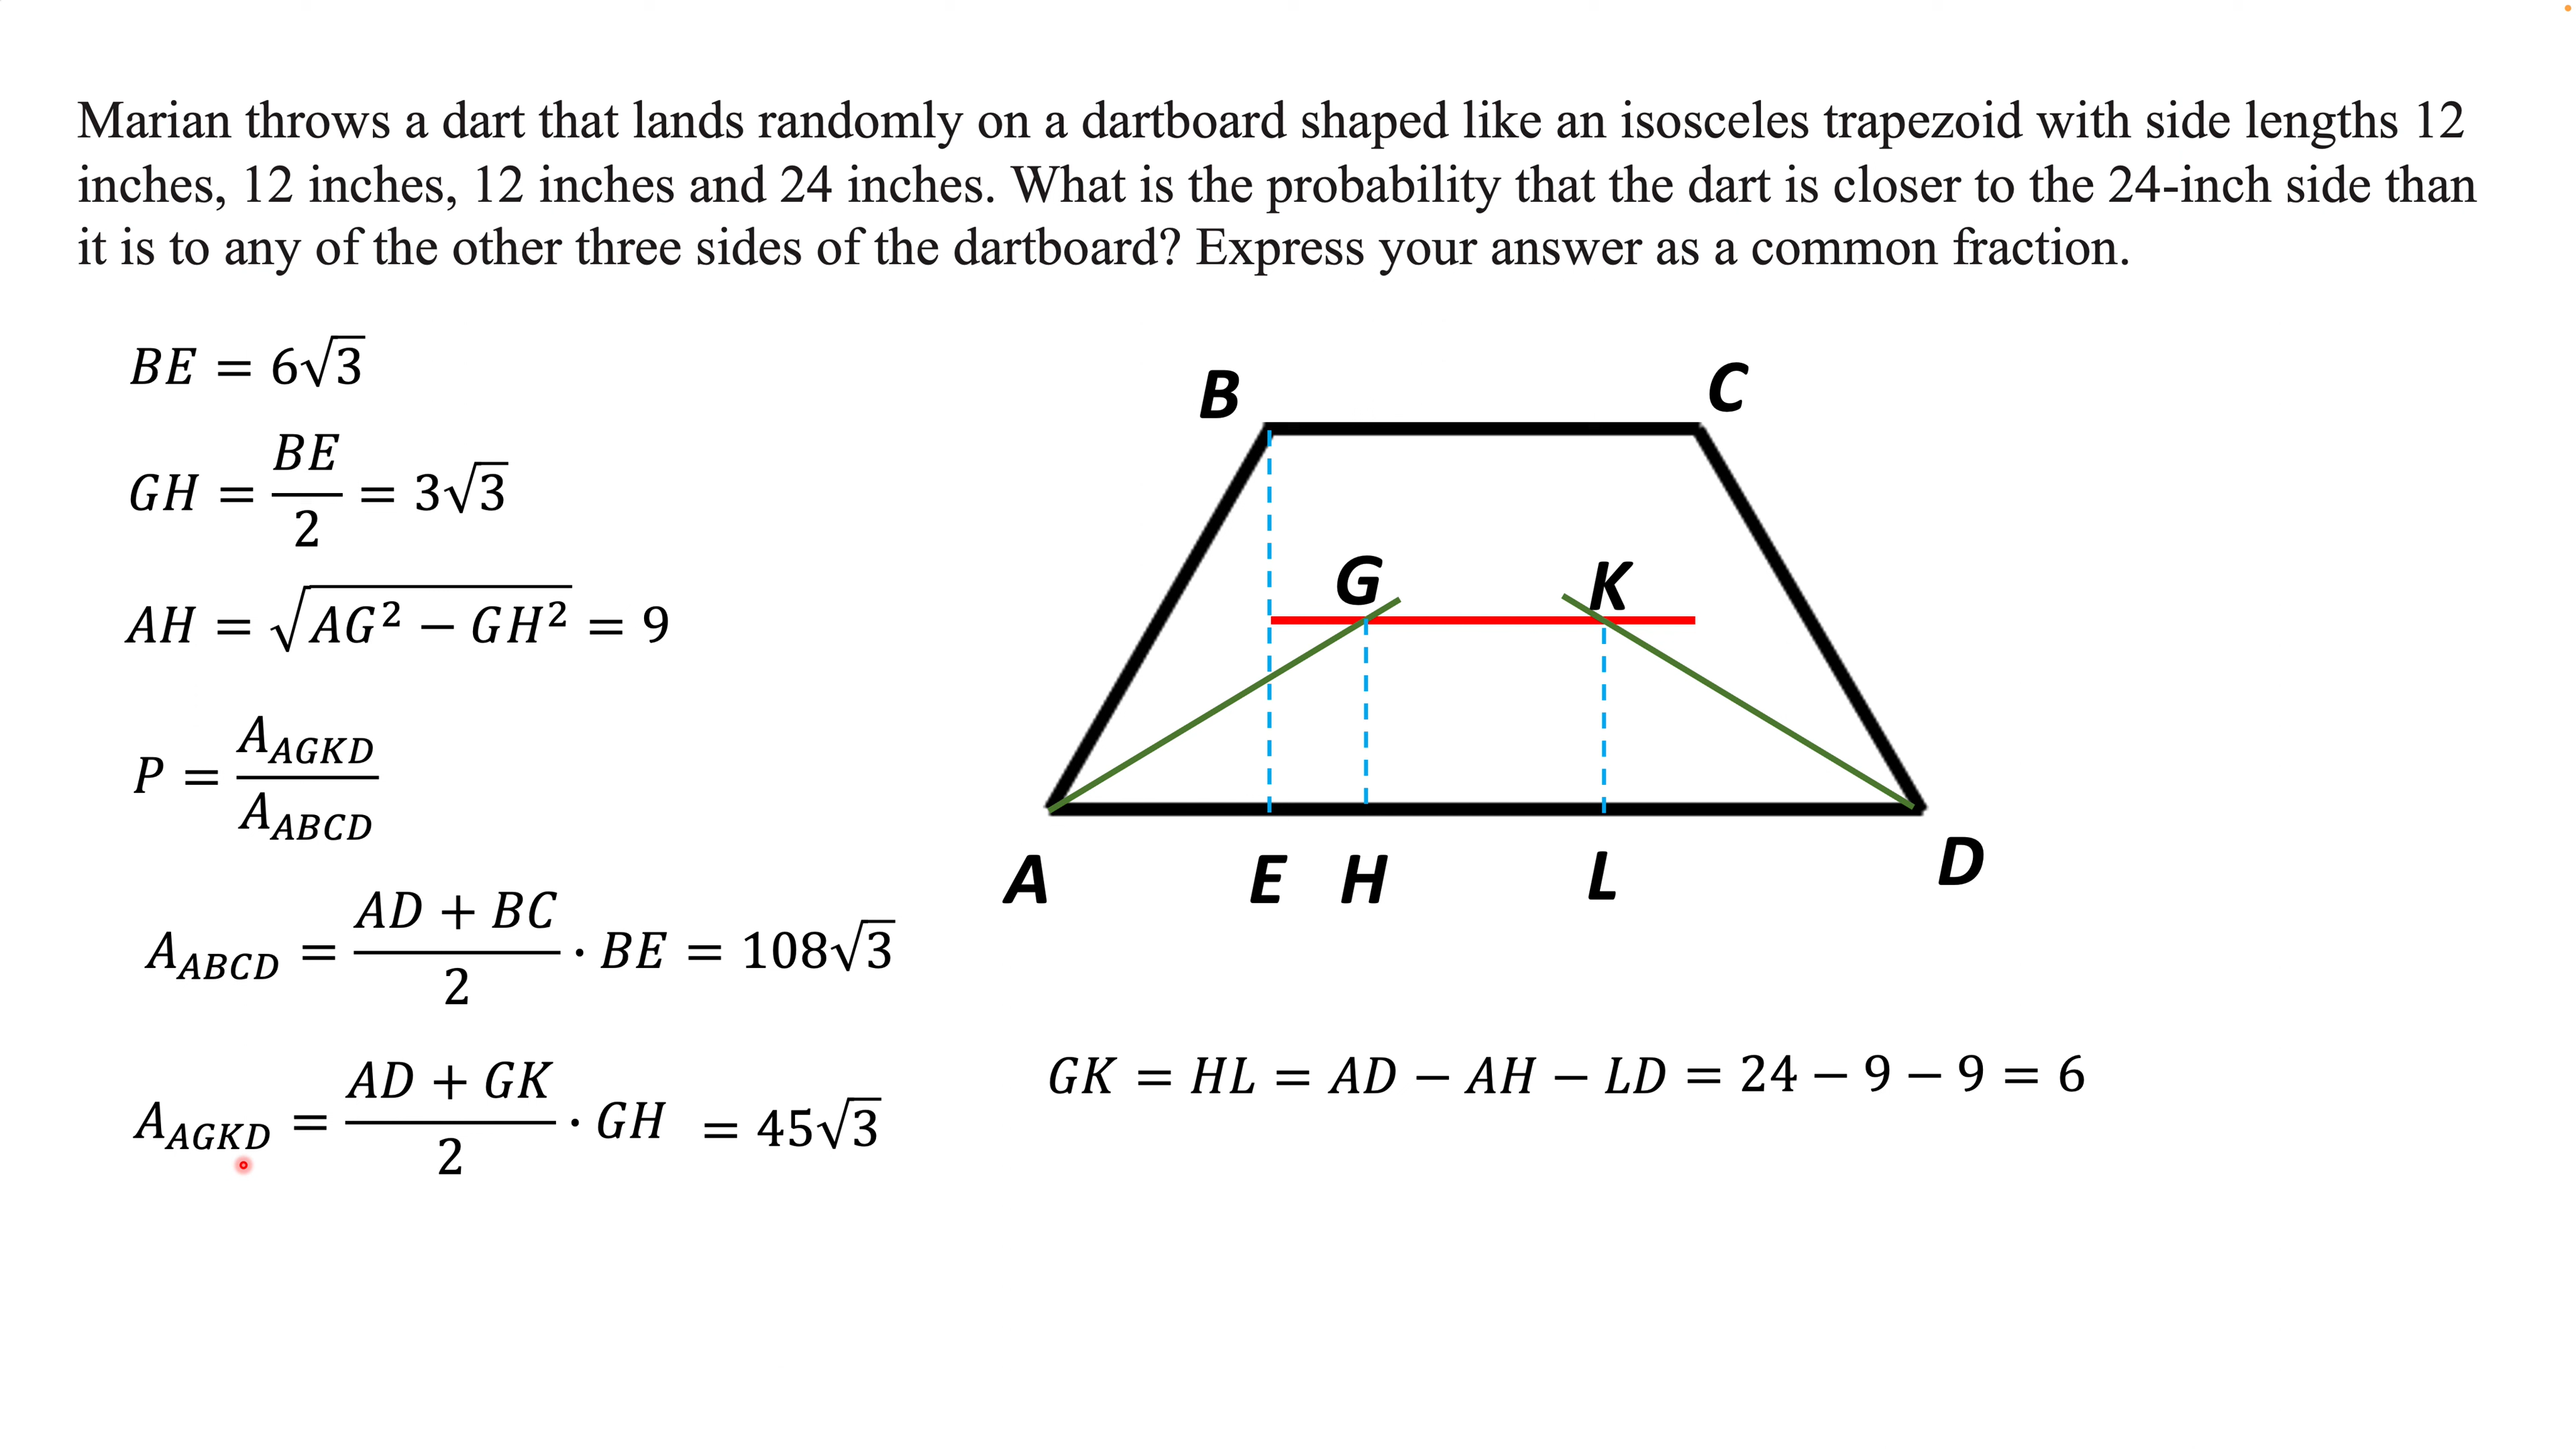 Marian throws a dart that lands randomly on a dartboard shaped like an isosceles trapezoid with side lengths 12
inches, 12 inches, 12 inches and 24 inches. What is the probability that the dart is closer to the 24-inch side than
it is to any of the other three sides of the dartboard? Express your answer as a common fraction.
BE = 6√3
GH = BE/2 = 3√3
AH = √(AG² − GH²) = 9
P = A_AGKD / A_ABCD
A_ABCD = (AD + BC)/2 · BE = 108√3
A_AGKD = (AD + GK)/2 · GH = 45√3
B
C
G
K
A
E
H
L
D
GK = HL = AD − AH − LD = 24 − 9 − 9 = 6